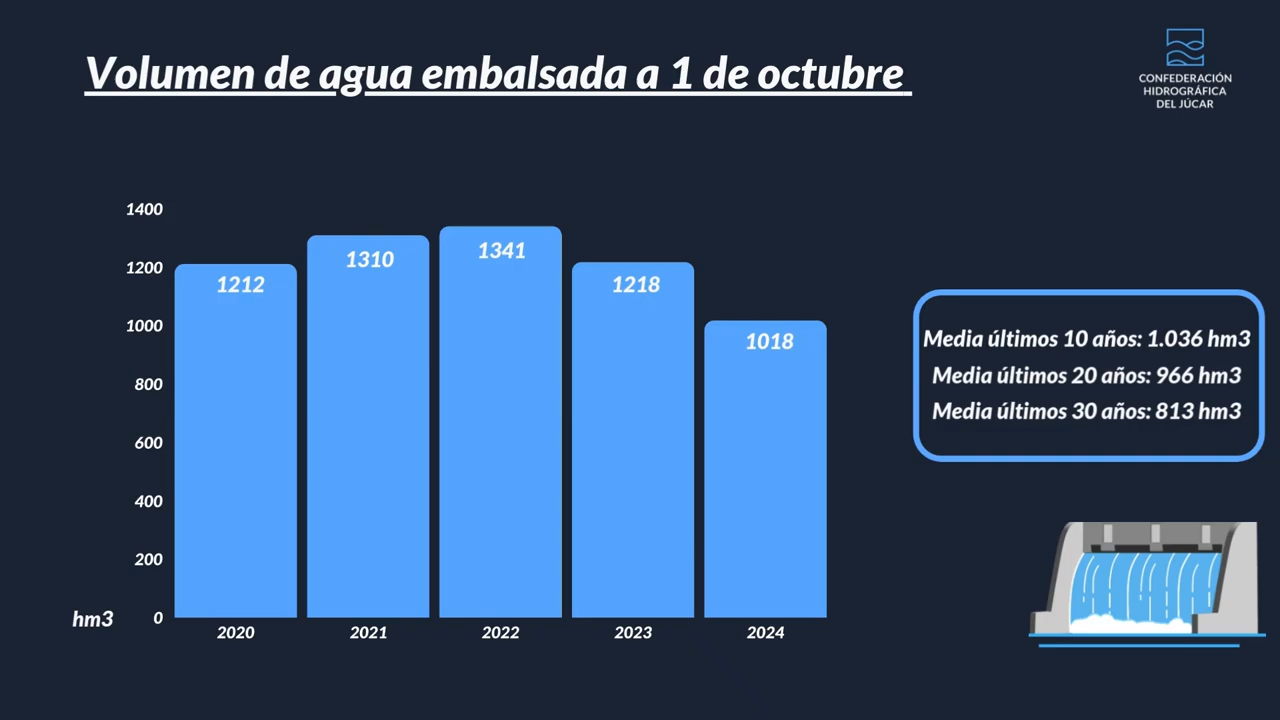 Volumen de agua embalsada a 1 de octubre
CONFEDERACIÓN
HIDROGRÁFICA
DEL JÚCAR
1400
1200
1000
800
600
400
200
0
hm3
1212
1310
1341
1218
1018
2020
2021
2022
2023
2024
Media últimos 10 años: 1.036 hm3
Media últimos 20 años: 966 hm3
Media últimos 30 años: 813 hm3